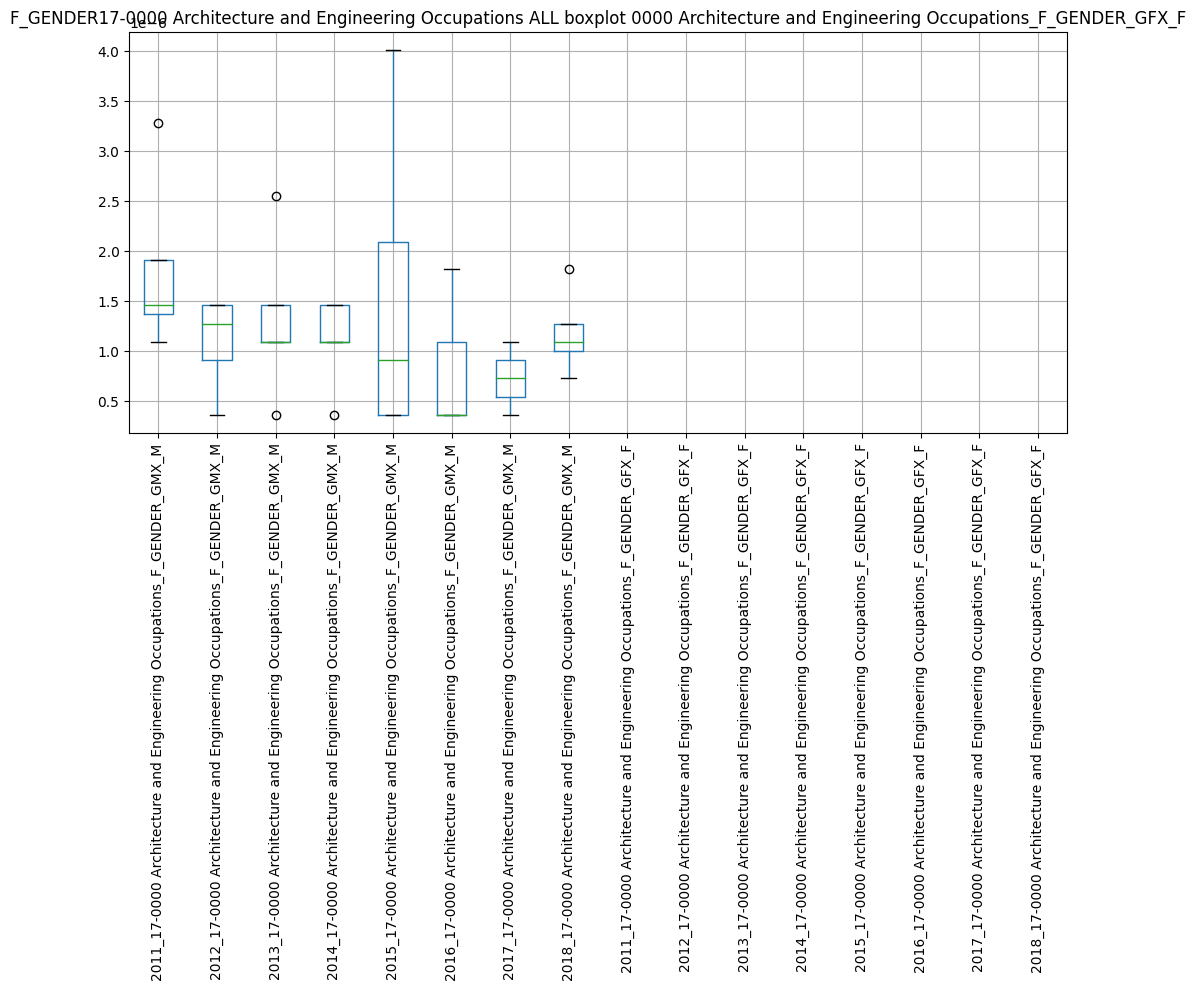 F_GENDER17-0000 Architecture and Engineering Occupations ALL boxplot 0000 Architecture and Engineering Occupations_F_GENDER_GFX_F
1e−6
4.0
3.5
3.0
2.5
2.0
1.5
1.0
0.5
2011_17-0000 Architecture and Engineering Occupations_F_GENDER_GMX_M
2012_17-0000 Architecture and Engineering Occupations_F_GENDER_GMX_M
2013_17-0000 Architecture and Engineering Occupations_F_GENDER_GMX_M
2014_17-0000 Architecture and Engineering Occupations_F_GENDER_GMX_M
2015_17-0000 Architecture and Engineering Occupations_F_GENDER_GMX_M
2016_17-0000 Architecture and Engineering Occupations_F_GENDER_GMX_M
2017_17-0000 Architecture and Engineering Occupations_F_GENDER_GMX_M
2018_17-0000 Architecture and Engineering Occupations_F_GENDER_GMX_M
2011_17-0000 Architecture and Engineering Occupations_F_GENDER_GFX_F
2012_17-0000 Architecture and Engineering Occupations_F_GENDER_GFX_F
2013_17-0000 Architecture and Engineering Occupations_F_GENDER_GFX_F
2014_17-0000 Architecture and Engineering Occupations_F_GENDER_GFX_F
2015_17-0000 Architecture and Engineering Occupations_F_GENDER_GFX_F
2016_17-0000 Architecture and Engineering Occupations_F_GENDER_GFX_F
2017_17-0000 Architecture and Engineering Occupations_F_GENDER_GFX_F
2018_17-0000 Architecture and Engineering Occupations_F_GENDER_GFX_F